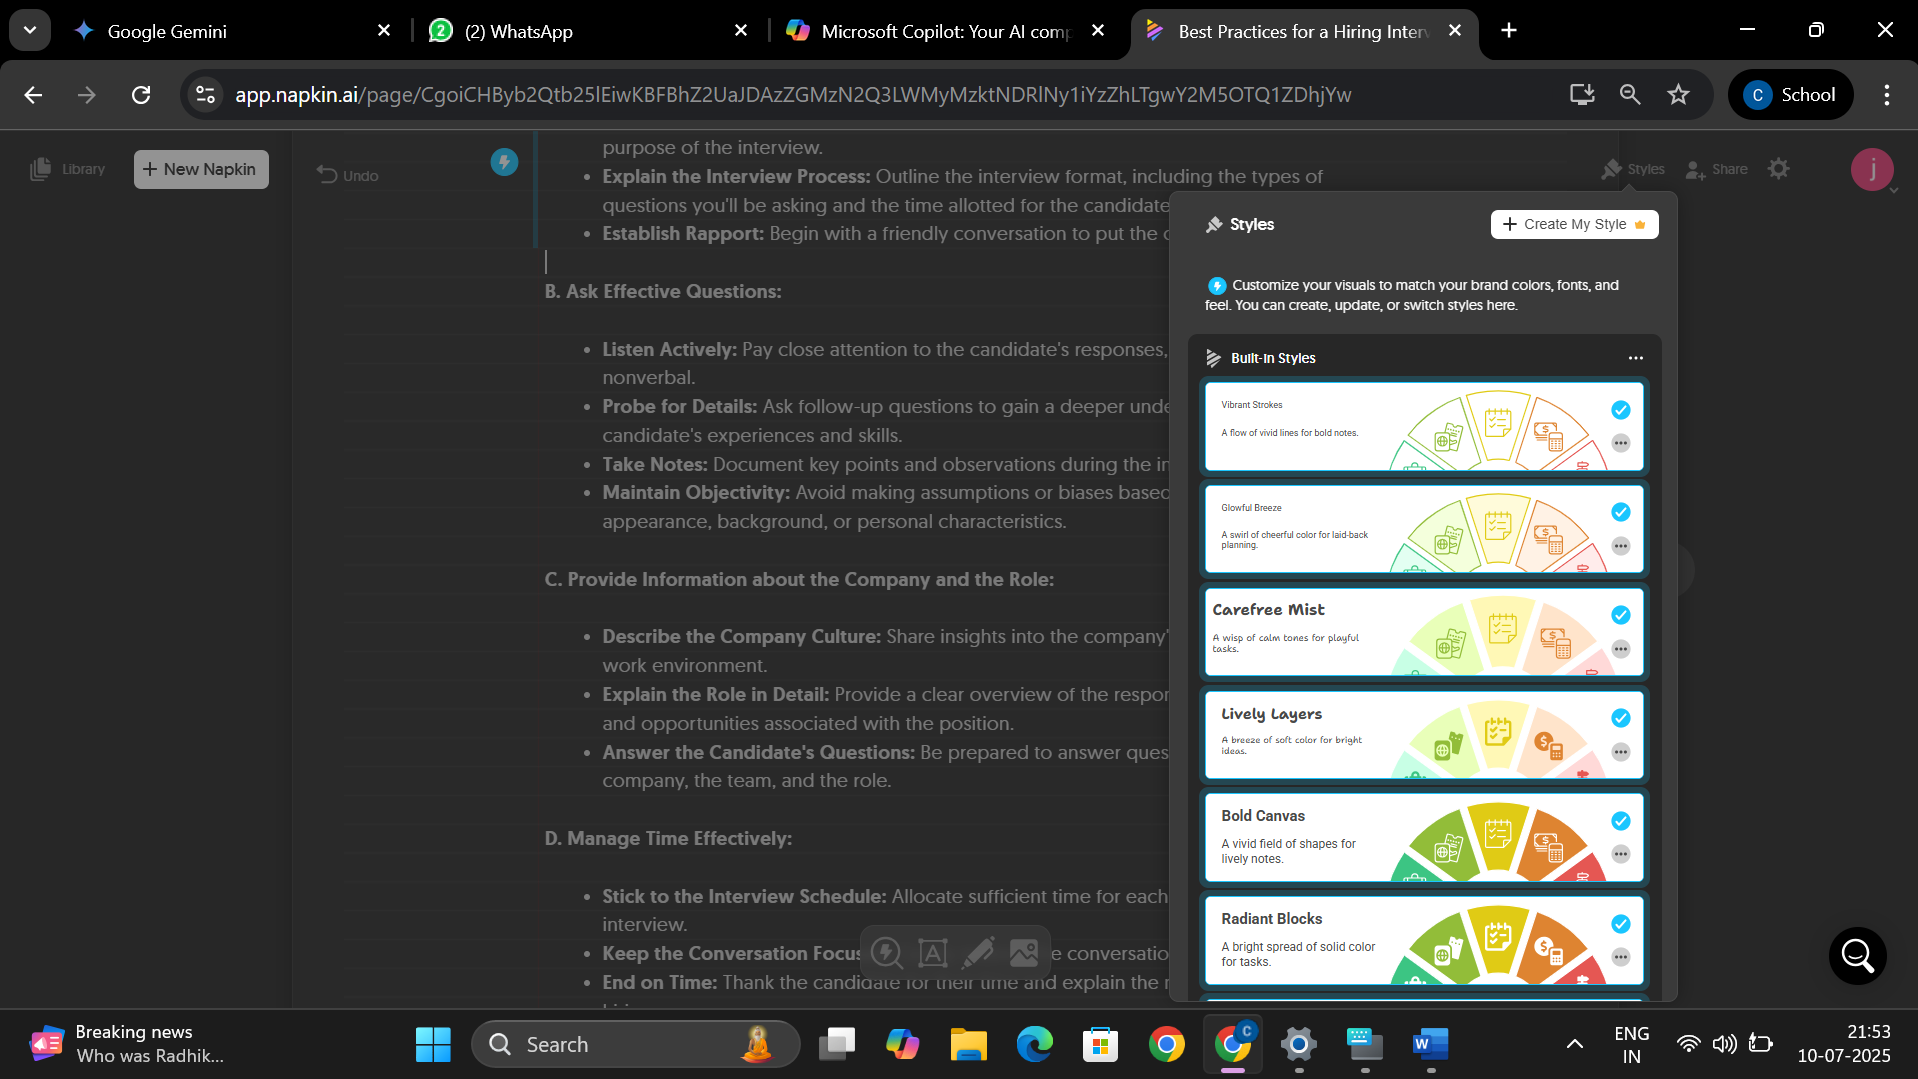 Google Gemini
(2) WhatsApp
Microsoft Copilot: Your AI comp
Best Practices for a Hiring Interv
app.napkin.ai/page/CgoiCHByb2Qtb25lEiwKBFBhZ2UaJDAzZGMzN2Q3LWMyMzktNDRlNy1iYzZhLTgwY2M5OTQ1ZDhjYw
C School
Library
+ New Napkin
Undo
Styles
Share
j
purpose of the interview.
• Explain the Interview Process: Outline the interview format, including the types of
questions you'll be asking and the time allotted for the candidate
• Establish Rapport: Begin with a friendly conversation to put the c
B. Ask Effective Questions:
• Listen Actively: Pay close attention to the candidate's responses,
nonverbal.
• Probe for Details: Ask follow-up questions to gain a deeper unde
candidate's experiences and skills.
• Take Notes: Document key points and observations during the in
• Maintain Objectivity: Avoid making assumptions or biases based
appearance, background, or personal characteristics.
C. Provide Information about the Company and the Role:
• Describe the Company Culture: Share insights into the company'
work environment.
• Explain the Role in Detail: Provide a clear overview of the respor
and opportunities associated with the position.
• Answer the Candidate's Questions: Be prepared to answer ques
company, the team, and the role.
D. Manage Time Effectively:
• Stick to the Interview Schedule: Allocate sufficient time for each
interview.
• Keep the Conversation Focus
e conversatio
• End on Time: Thank the candidate for their time and explain the r
Styles
+ Create My Style
Customize your visuals to match your brand colors, fonts, and
feel. You can create, update, or switch styles here.
Built-in Styles
Vibrant Strokes
A flow of vivid lines for bold notes.
Glowful Breeze
A swirl of cheerful color for laid-back
planning.
Carefree Mist
A wisp of calm tones for playful
tasks.
Lively Layers
A breeze of soft color for bright
ideas.
Bold Canvas
A vivid field of shapes for
lively notes.
Radiant Blocks
A bright spread of solid color
for tasks.
Breaking news
Who was Radhik...
Search
ENG
IN
21:53
10-07-2025